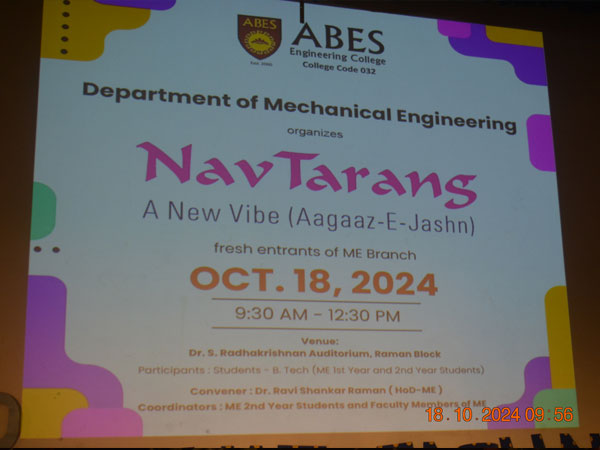 ABES
ABES
Engineering College
College Code 032
Department of Mechanical Engineering
organizes
NavTarang
A New Vibe (Aagaaz-E-Jashn)
fresh entrants of ME Branch
OCT. 18, 2024
9:30 AM - 12:30 PM
Venue:
Dr. S. Radhakrishnan Auditorium, Raman Block
Participants : Students - B. Tech (ME 1st Year and 2nd Year Students)
Convener : Dr. Ravi Shankar Raman ( HoD-ME )
Coordinators : ME 2nd Year Students and Faculty Members of ME
18.10.2024 09:56